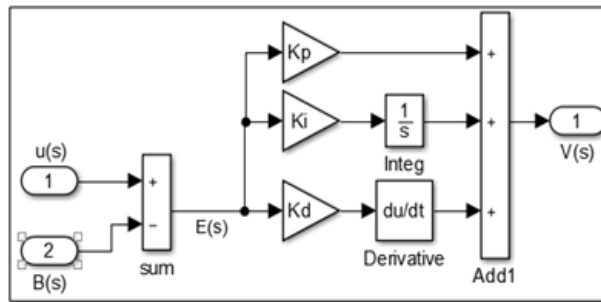 Kp
+
Ki
1
s
+
1
V(s)
Integ
u(s)
1
+
−
E(s)
Kd
du/dt
+
2
B(s)
sum
Derivative
Add1